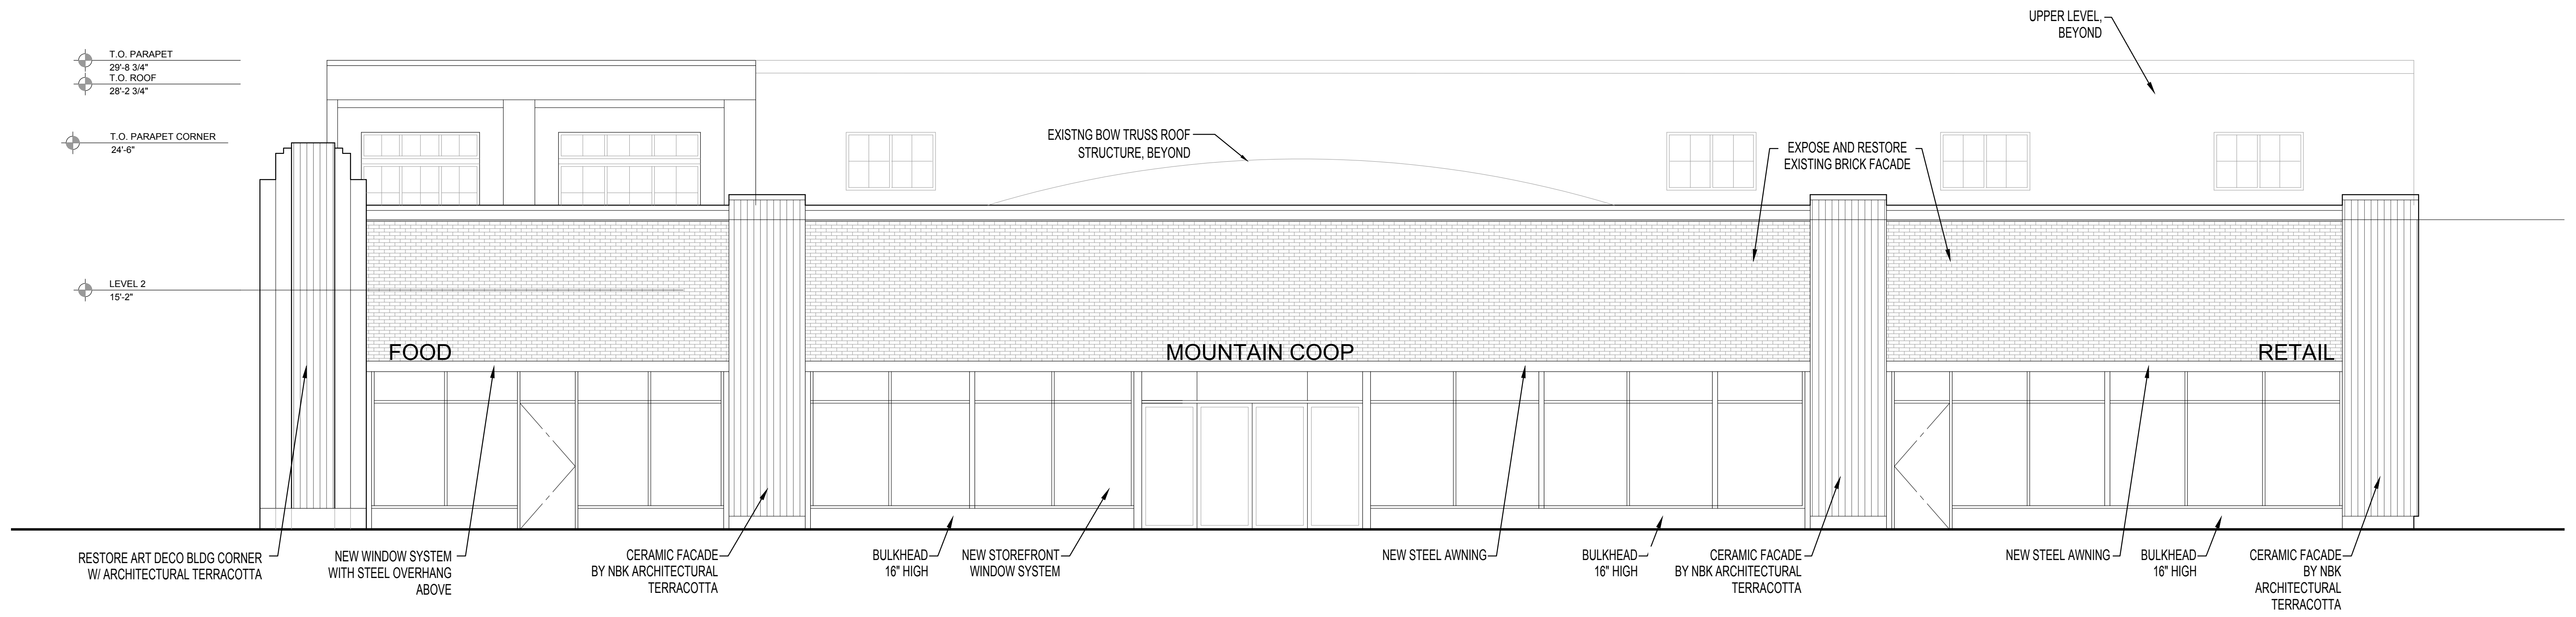 UPPER LEVEL,
BEYOND
T.O. PARAPET
29'-8 3/4"
T.O. ROOF
28'-2 3/4"
T.O. PARAPET CORNER
24'-6"
EXISTNG BOW TRUSS ROOF
STRUCTURE, BEYOND
EXPOSE AND RESTORE
EXISTING BRICK FACADE
LEVEL 2
15'-2"
FOOD
MOUNTAIN COOP
RETAIL
RESTORE ART DECO BLDG CORNER
W/ ARCHITECTURAL TERRACOTTA
NEW WINDOW SYSTEM
WITH STEEL OVERHANG
ABOVE
CERAMIC FACADE
BY NBK ARCHITECTURAL
TERRACOTTA
BULKHEAD
16" HIGH
NEW STOREFRONT
WINDOW SYSTEM
NEW STEEL AWNING
BULKHEAD
16" HIGH
CERAMIC FACADE
BY NBK ARCHITECTURAL
TERRACOTTA
NEW STEEL AWNING
BULKHEAD
16" HIGH
CERAMIC FACADE
BY NBK
ARCHITECTURAL
TERRACOTTA